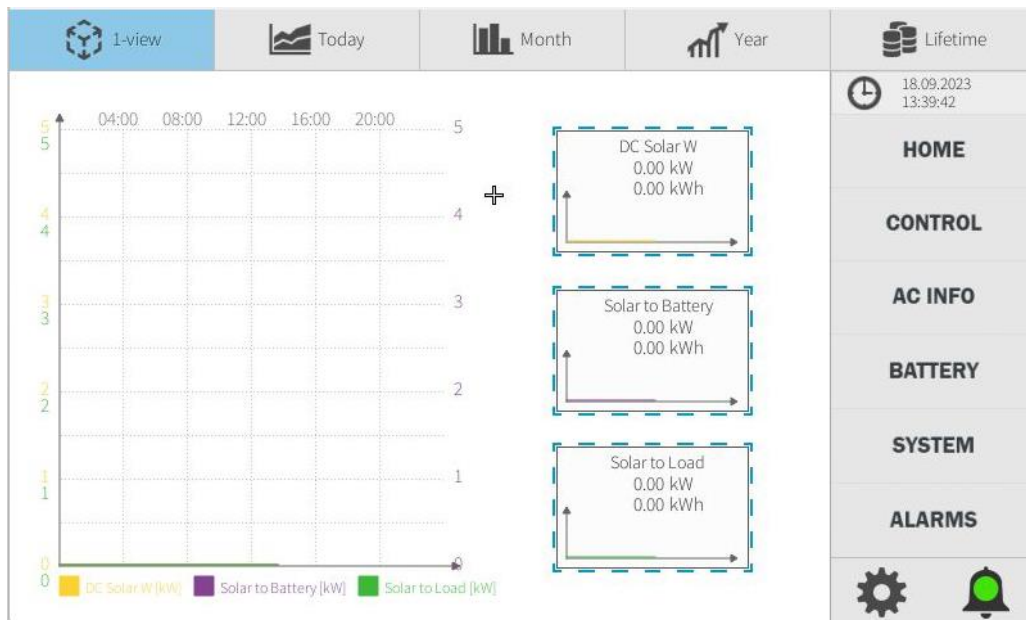 1-view
Today
Month
Year
Lifetime
18.09.2023
13:39:42
HOME
CONTROL
AC INFO
BATTERY
SYSTEM
ALARMS
04:00 08:00 12:00 16:00 20:00
5
5
5
4
4
4
3
3
3
2
2
2
1
1
1
0
0
0
DC Solar W [kW]
Solar to Battery [kW]
Solar to Load [kW]
DC Solar W
0.00 kW
0.00 kWh
Solar to Battery
0.00 kW
0.00 kWh
Solar to Load
0.00 kW
0.00 kWh